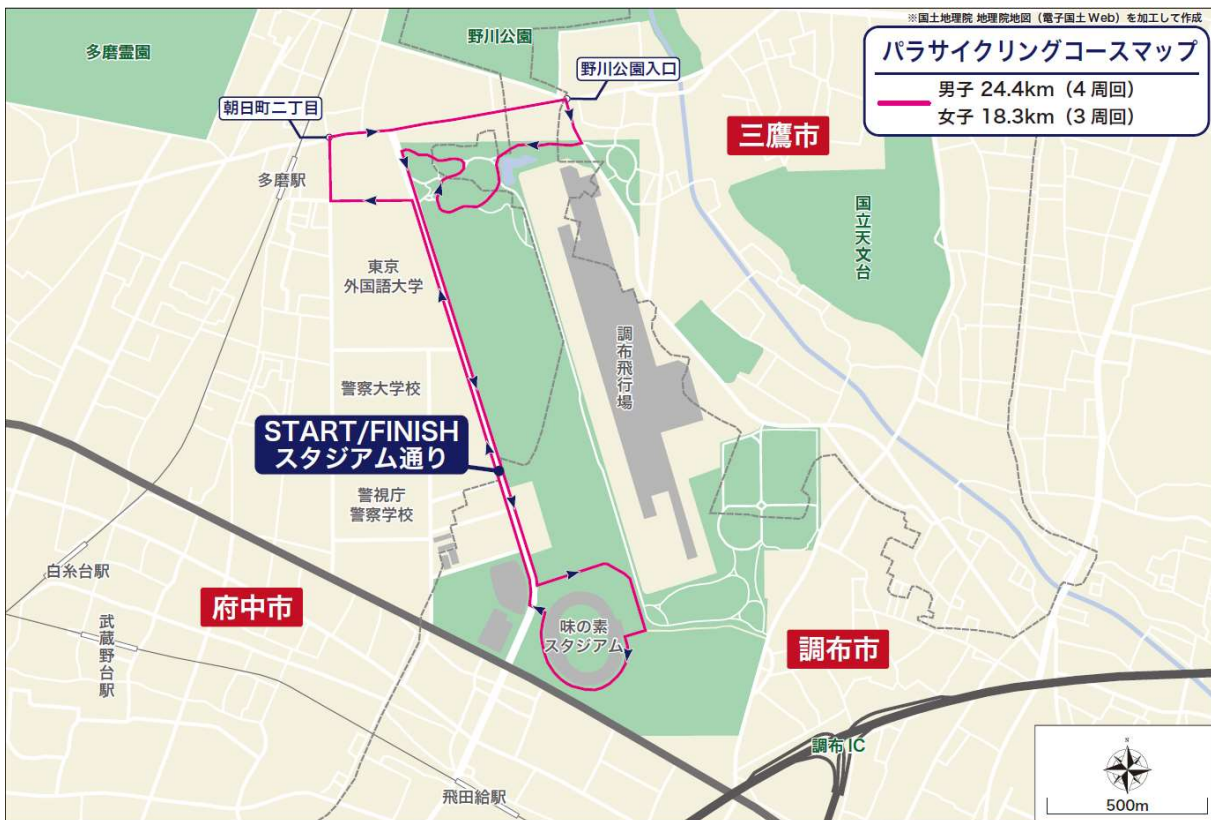 ※国土地理院 地理院地図（電子国土Web）を加工して作成
パラサイクリングコースマップ
男子 24.4km（4 周回）
女子 18.3km（3 周回）
多磨霊園
野川公園
野川公園入口
朝日町二丁目
三鷹市
多磨駅
国立天文台
東京
外国語大学
調布飛行場
警察大学校
START/FINISH
スタジアム通り
警視庁
警察学校
白糸台駅
府中市
武蔵野台駅
味の素
スタジアム
調布市
調布 IC
飛田給駅
N
500m